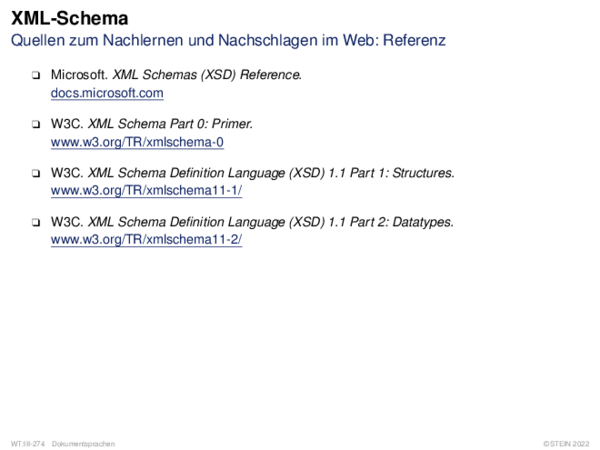 XML-Schema
Quellen zum Nachlernen und Nachschlagen im Web: Referenz
❑ Microsoft. XML Schemas (XSD) Reference.
docs.microsoft.com
❑ W3C. XML Schema Part 0: Primer.
www.w3.org/TR/xmlschema-0
❑ W3C. XML Schema Definition Language (XSD) 1.1 Part 1: Structures.
www.w3.org/TR/xmlschema11-1/
❑ W3C. XML Schema Definition Language (XSD) 1.1 Part 2: Datatypes.
www.w3.org/TR/xmlschema11-2/
WT:III-274 Dokumentsprachen ©STEIN 2022